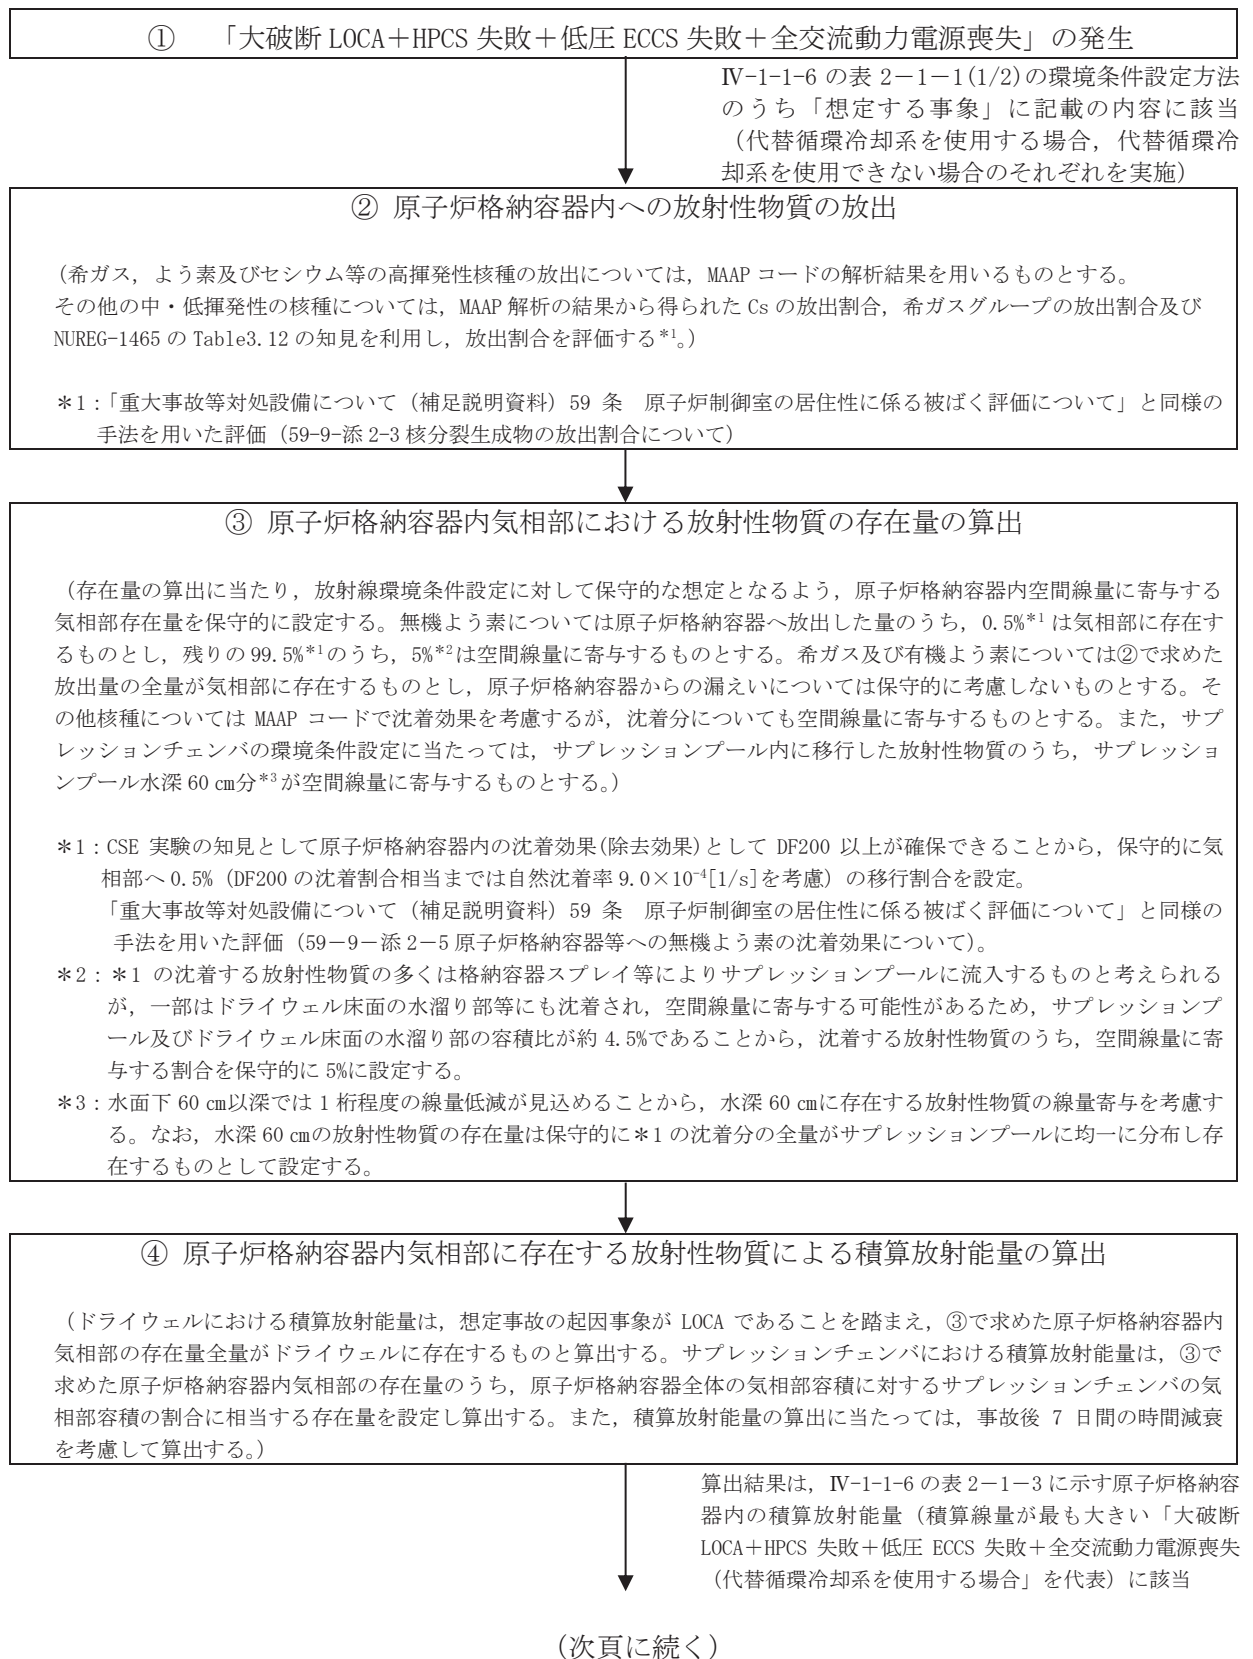 ① 「大破断 LOCA＋HPCS 失敗＋低圧 ECCS 失敗＋全交流動力電源喪失」の発生
Ⅳ-1-1-6 の表 2－1－1(1/2)の環境条件設定方法
のうち「想定する事象」に記載の内容に該当
（代替循環冷却系を使用する場合，代替循環冷
却系を使用できない場合のそれぞれを実施）
② 原子炉格納容器内への放射性物質の放出
（希ガス，よう素及びセシウム等の高揮発性核種の放出については，MAAP コードの解析結果を用いるものとする。
その他の中・低揮発性の核種については，MAAP 解析の結果から得られた Cs の放出割合，希ガスグループの放出割合及び
NUREG-1465 の Table3.12 の知見を利用し，放出割合を評価する*1。）
＊1：「重大事故等対処設備について（補足説明資料）59 条　原子炉制御室の居住性に係る被ばく評価について」と同様の
手法を用いた評価（59-9-添 2-3 核分裂生成物の放出割合について）
③ 原子炉格納容器内気相部における放射性物質の存在量の算出
（存在量の算出に当たり，放射線環境条件設定に対して保守的な想定となるよう，原子炉格納容器内空間線量に寄与する
気相部存在量を保守的に設定する。無機よう素については原子炉格納容器へ放出した量のうち，0.5%*1 は気相部に存在す
るものとし，残りの 99.5%*1のうち，5%*2は空間線量に寄与するものとする。希ガス及び有機よう素については②で求めた
放出量の全量が気相部に存在するものとし，原子炉格納容器からの漏えいについては保守的に考慮しないものとする。そ
の他核種については MAAP コードで沈着効果を考慮するが，沈着分についても空間線量に寄与するものとする。また，サプ
レッションチェンバの環境条件設定に当たっては，サプレッションプール内に移行した放射性物質のうち，サプレッショ
ンプール水深 60 ㎝分*3が空間線量に寄与するものとする。）
＊1：CSE 実験の知見として原子炉格納容器内の沈着効果(除去効果)として DF200 以上が確保できることから，保守的に気
相部へ 0.5%（DF200 の沈着割合相当までは自然沈着率 9.0×10-4[1/s]を考慮）の移行割合を設定。
「重大事故等対処設備について（補足説明資料）59 条　原子炉制御室の居住性に係る被ばく評価について」と同様の
手法を用いた評価（59－9－添 2－5 原子炉格納容器等への無機よう素の沈着効果について）。
＊2：＊1 の沈着する放射性物質の多くは格納容器スプレイ等によりサプレッションプールに流入するものと考えられる
が，一部はドライウェル床面の水溜り部等にも沈着され，空間線量に寄与する可能性があるため，サプレッションプ
ール及びドライウェル床面の水溜り部の容積比が約 4.5%であることから，沈着する放射性物質のうち，空間線量に寄
与する割合を保守的に 5%に設定する。
＊3：水面下 60 ㎝以深では 1 桁程度の線量低減が見込めることから，水深 60 ㎝に存在する放射性物質の線量寄与を考慮す
る。なお，水深 60 ㎝の放射性物質の存在量は保守的に＊1 の沈着分の全量がサプレッションプールに均一に分布し存
在するものとして設定する。
④ 原子炉格納容器内気相部に存在する放射性物質による積算放射能量の算出
（ドライウェルにおける積算放射能量は，想定事故の起因事象が LOCA であることを踏まえ，③で求めた原子炉格納容器内
気相部の存在量全量がドライウェルに存在するものと算出する。サプレッションチェンバにおける積算放射能量は，③で
求めた原子炉格納容器内気相部の存在量のうち，原子炉格納容器全体の気相部容積に対するサプレッションチェンバの気
相部容積の割合に相当する存在量を設定し算出する。また，積算放射能量の算出に当たっては，事故後 7 日間の時間減衰
を考慮して算出する。）
算出結果は，Ⅳ-1-1-6 の表 2－1－3 に示す原子炉格納容
器内の積算放射能量（積算線量が最も大きい「大破断
LOCA＋HPCS 失敗＋低圧 ECCS 失敗＋全交流動力電源喪失
（代替循環冷却系を使用する場合」を代表）に該当
（次頁に続く）